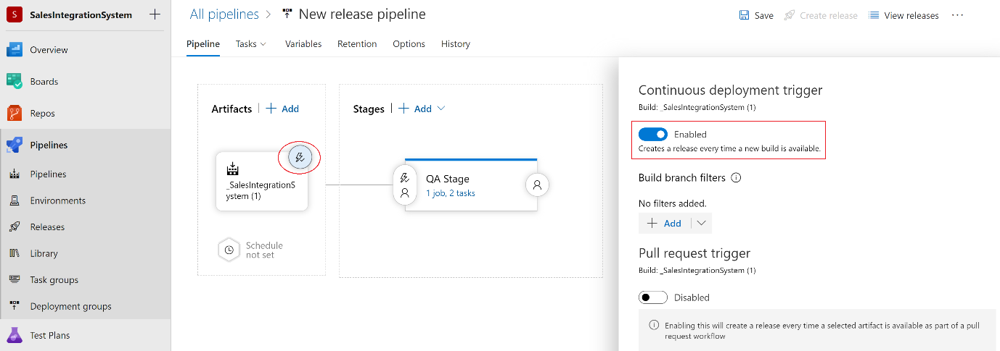 S SalesIntegrationSystem
Overview
Boards
Repos
Pipelines
Pipelines
Environments
Releases
Library
Task groups
Deployment groups
Test Plans
All pipelines > New release pipeline
Save
Create release
View releases
Pipeline Tasks Variables Retention Options History
Artifacts | + Add
_SalesIntegrationS
ystem (1)
Schedule
not set
Stages | + Add
QA Stage
1 job, 2 tasks
Continuous deployment trigger
Build: _SalesIntegrationSystem (1)
Enabled
Creates a release every time a new build is available.
Build branch filters
No filters added.
+ Add
Pull request trigger
Build: _SalesIntegrationSystem (1)
Disabled
Enabling this will create a release every time a selected artifact is available as part of a pull
request workflow